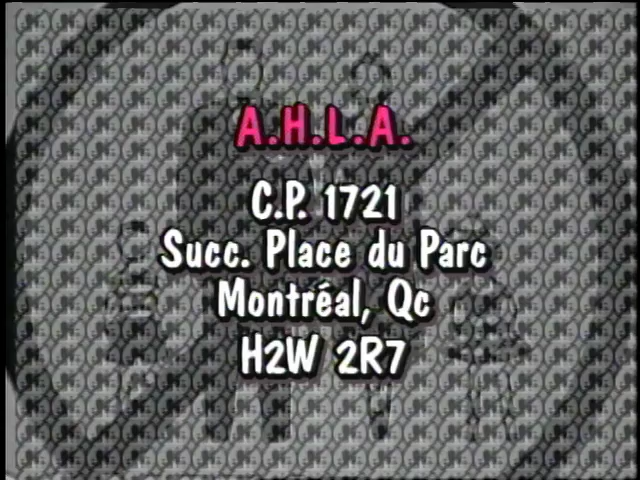 A.H.L.A.
C.P. 1721
Succ. Place du Parc
Montréal, Qc
H2W 2R7